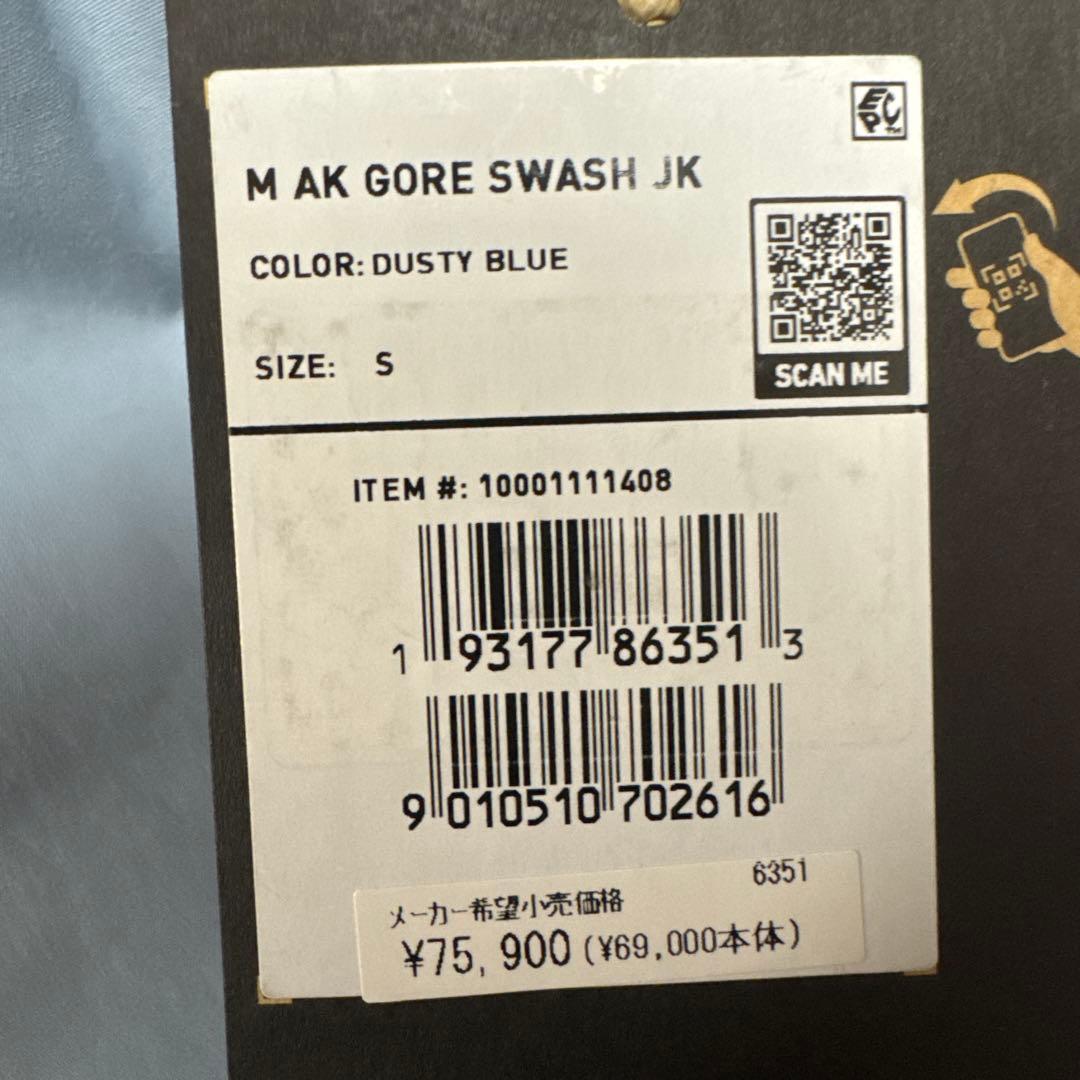 EPC™
M AK GORE SWASH JK
COLOR: DUSTY BLUE
SIZE: S
SCAN ME
ITEM #: 10001111408
1 93177 86351 3
9 010510 702616
6351
メーカー希望小売価格
¥75,900 (¥69,000本体)